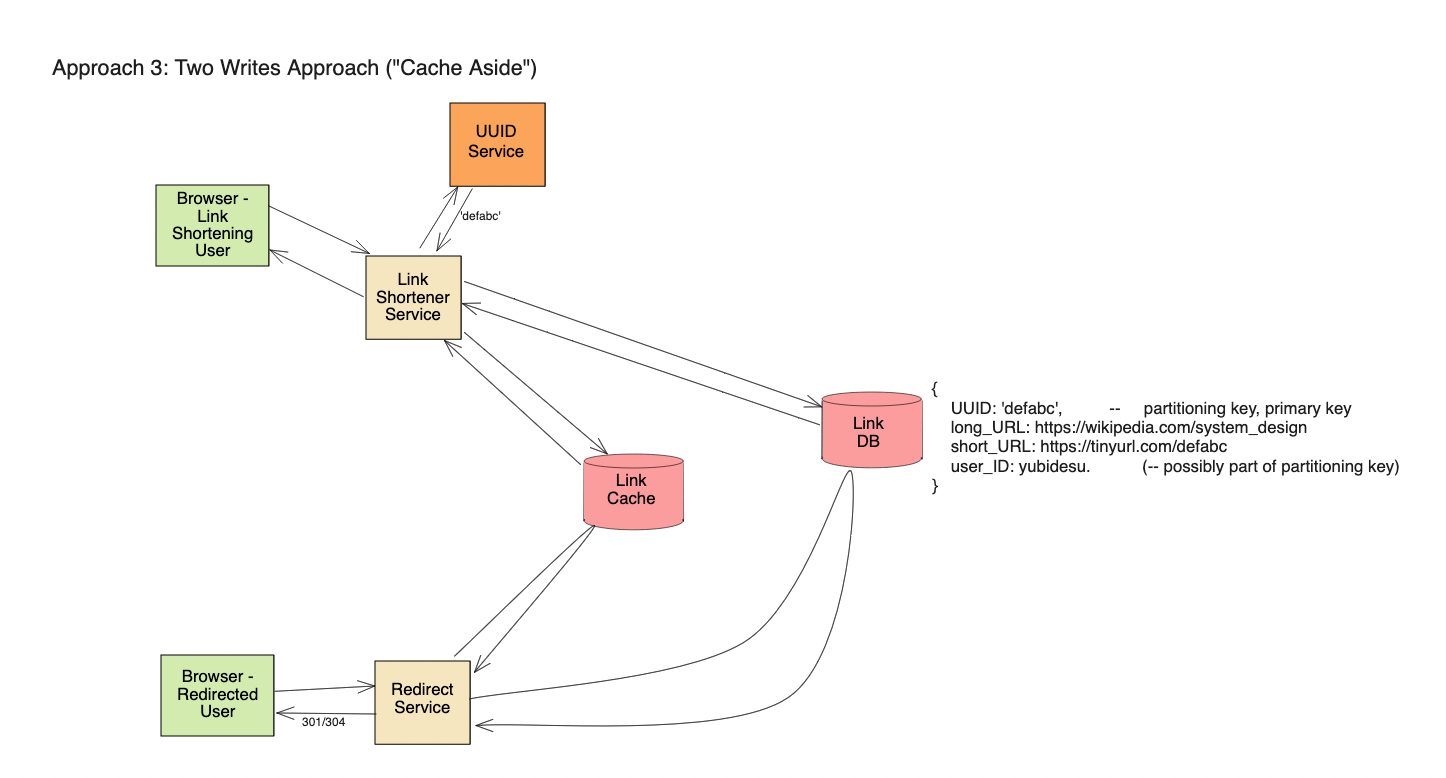 Approach 3: Two Writes Approach ("Cache Aside")
UUID
Service
Browser -
Link
Shortening
User
'defabc'
Link
Shortener
Service
{
UUID: 'defabc', -- partitioning key, primary key
long_URL: https://wikipedia.com/system_design
short_URL: https://tinyurl.com/defabc
user_ID: yubidesu. (-- possibly part of partitioning key)
}
Link
DB
Link
Cache
Browser -
Redirected
User
301/304
Redirect
Service